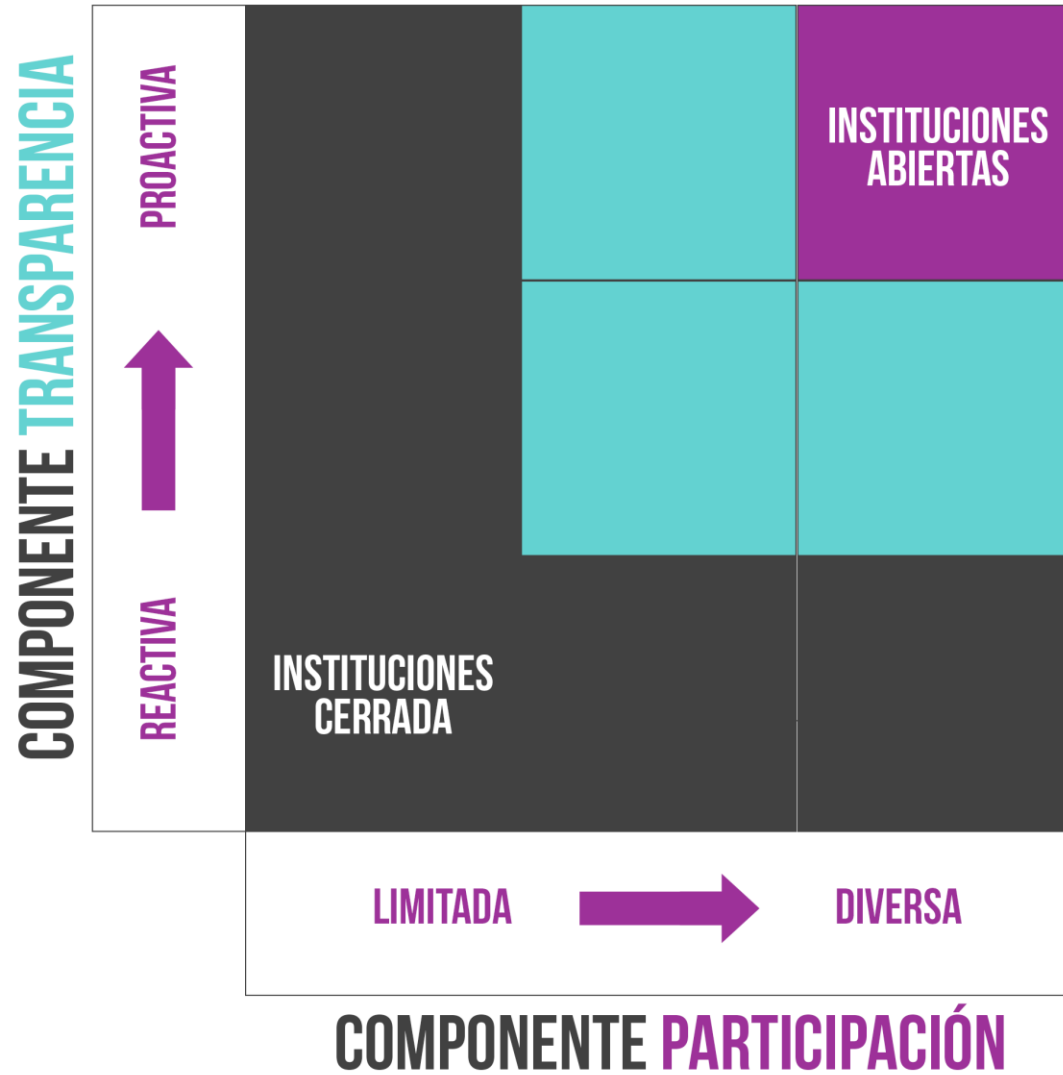 COMPONENTE TRANSPARENCIA
PROACTIVA
REACTIVA
INSTITUCIONES
ABIERTAS
INSTITUCIONES
CERRADA
LIMITADA
DIVERSA
COMPONENTE PARTICIPACIÓN